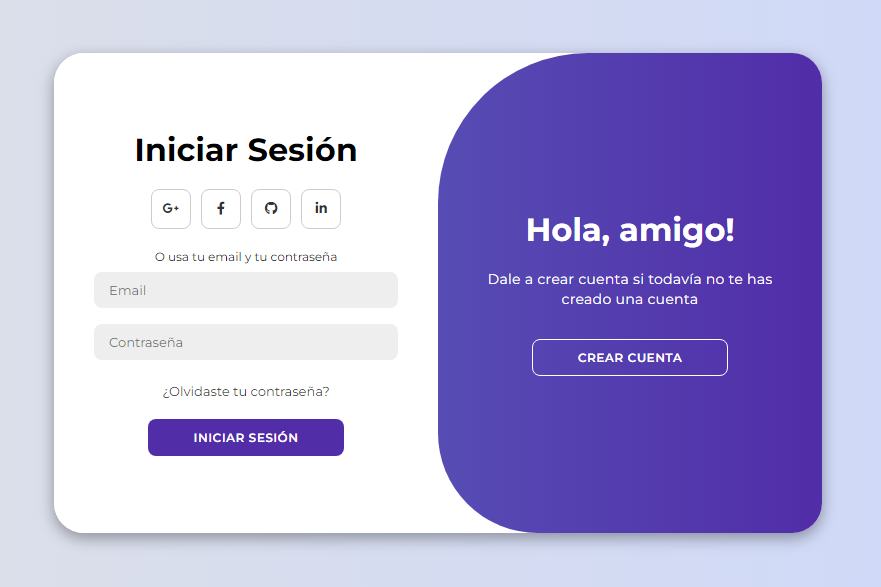 Iniciar Sesión
G+
f
in
O usa tu email y tu contraseña
Email
Contraseña
¿Olvidaste tu contraseña?
INICIAR SESIÓN
Hola, amigo!
Dale a crear cuenta si todavía no te has
creado una cuenta
CREAR CUENTA